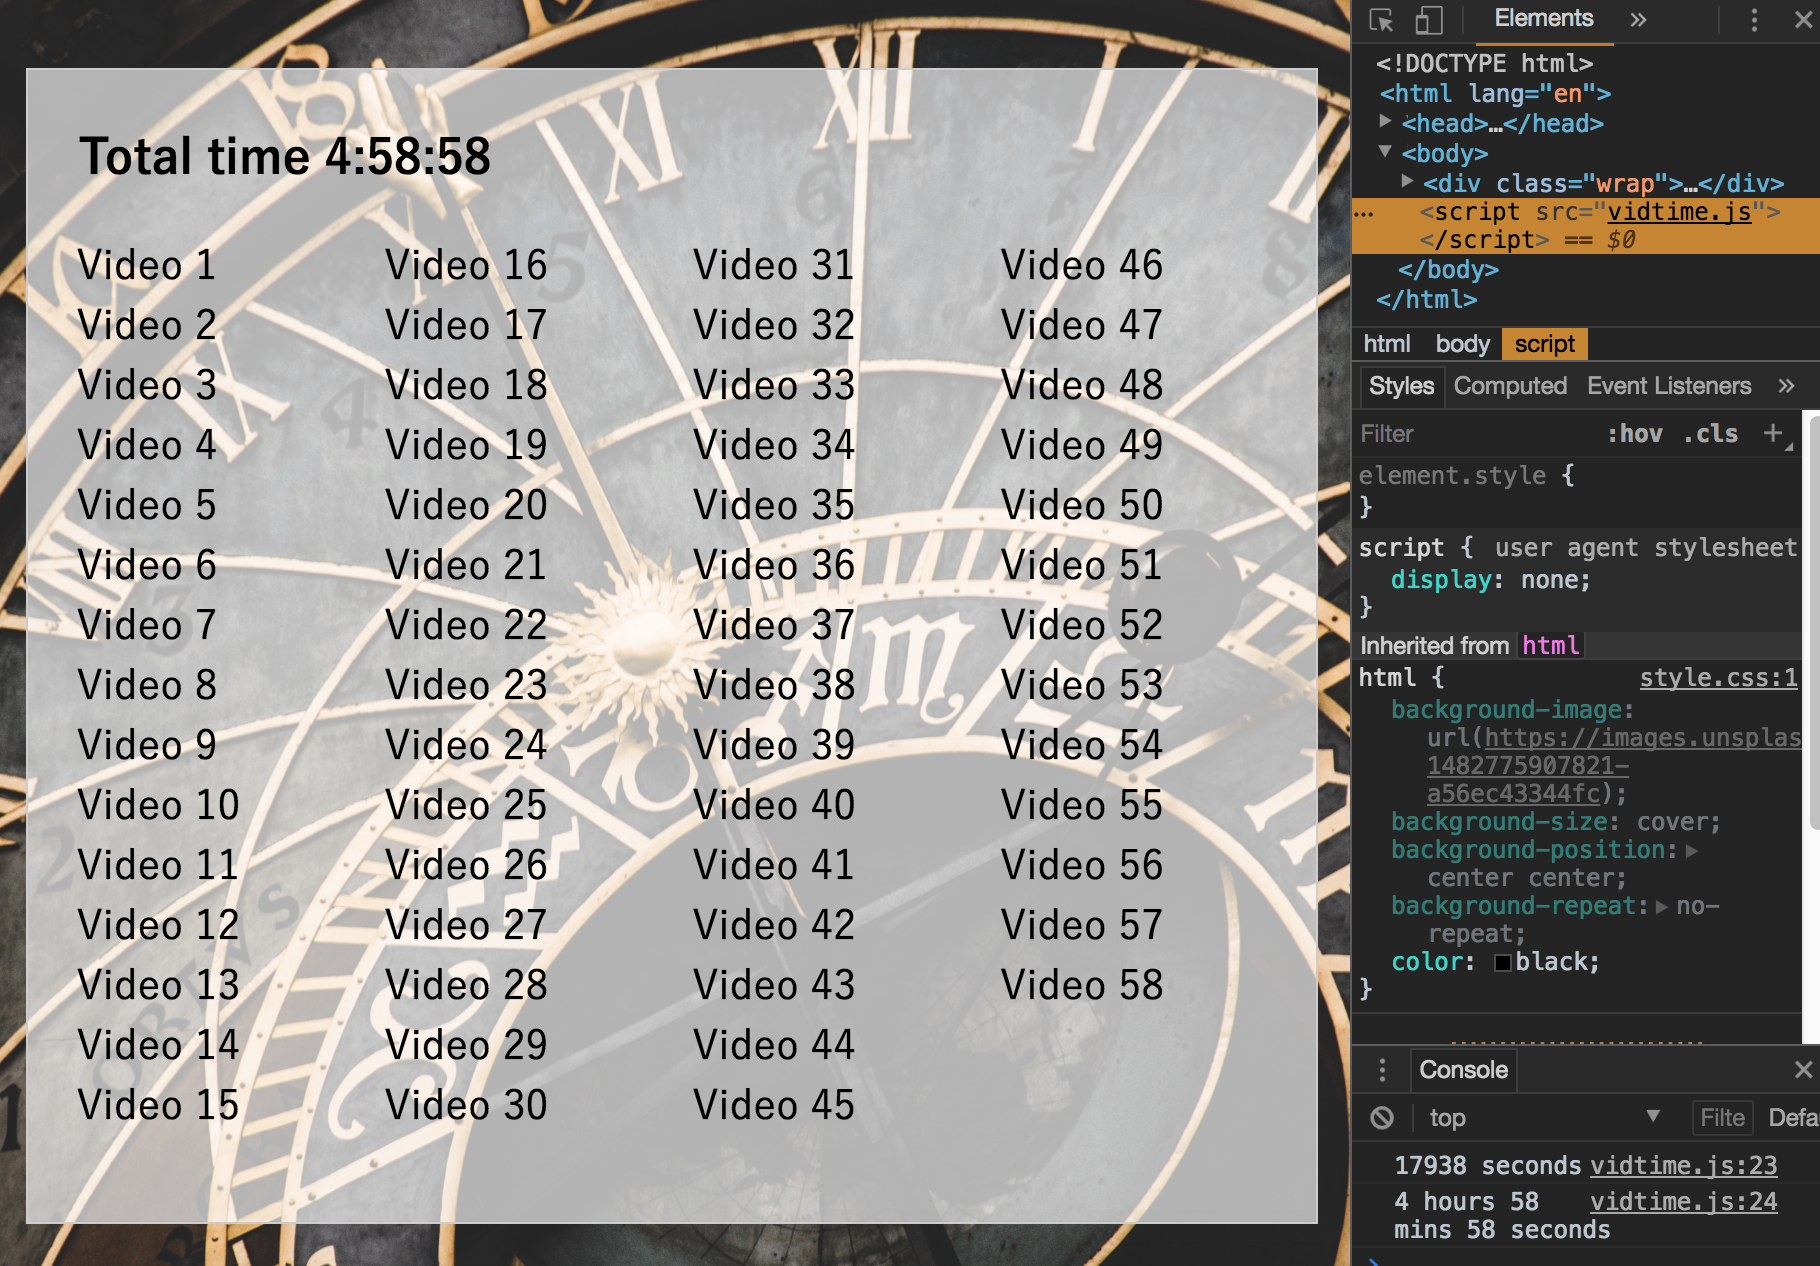 Total time 4:58:58
Video 1
Video 2
Video 3
Video 4
Video 5
Video 6
Video 7
Video 8
Video 9
Video 10
Video 11
Video 12
Video 13
Video 14
Video 15
Video 16
Video 17
Video 18
Video 19
Video 20
Video 21
Video 22
Video 23
Video 24
Video 25
Video 26
Video 27
Video 28
Video 29
Video 30
Video 31
Video 32
Video 33
Video 34
Video 35
Video 36
Video 37
Video 38
Video 39
Video 40
Video 41
Video 42
Video 43
Video 44
Video 45
Video 46
Video 47
Video 48
Video 49
Video 50
Video 51
Video 52
Video 53
Video 54
Video 55
Video 56
Video 57
Video 58
Elements »
<!DOCTYPE html>
<html lang="en">
<head>…</head>
<body>
<div class="wrap">…</div>
<script src="vidtime.js">
</script> == $0
</body>
</html>
html body script
Styles Computed Event Listeners »
Filter :hov .cls +
element.style {
}
script { user agent stylesheet
display: none;
}
Inherited from html
html { style.css:1
background-image:
url(https://images.unsplas
1482775907821-
a56ec43344fc);
background-size: cover;
background-position:
center center;
background-repeat: no-
repeat;
color: black;
}
Console
top Filte Defa
17938 seconds vidtime.js:23
4 hours 58 vidtime.js:24
mins 58 seconds
XI
XII
I
X
IX
8
5
4
2